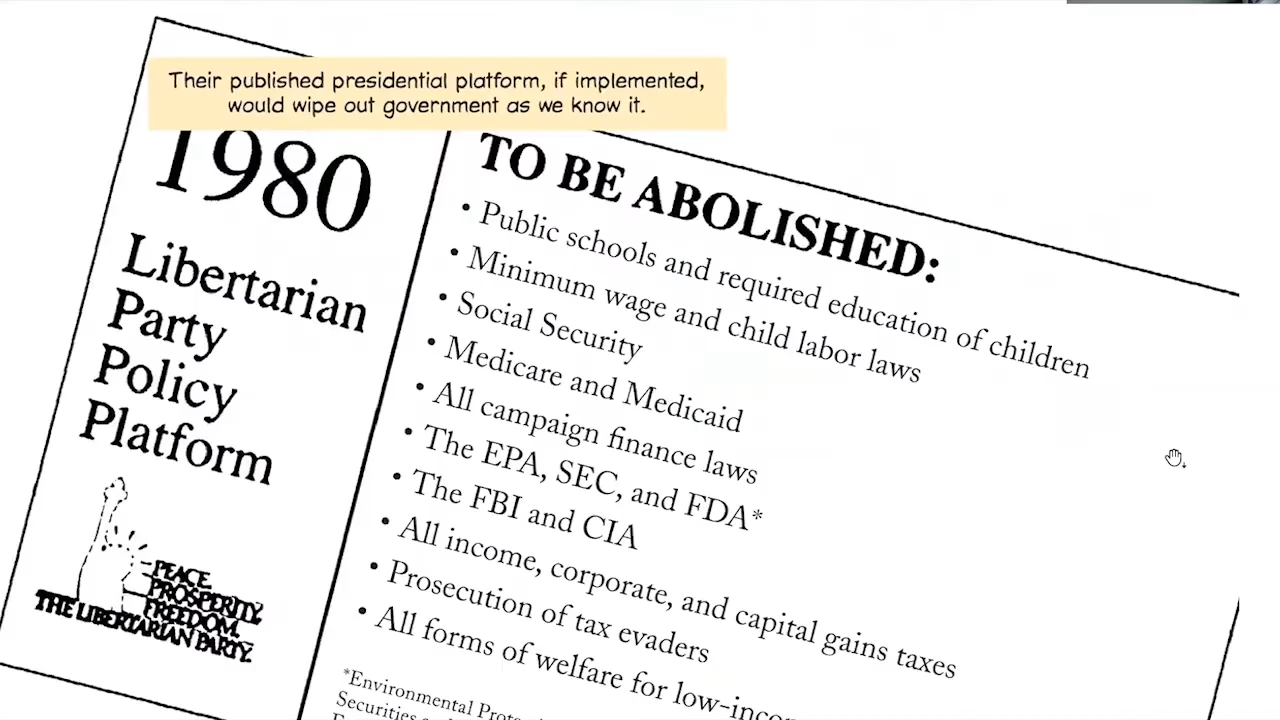 Their published presidential platform, if implemented,
would wipe out government as we know it.
1980
Libertarian
Party
Policy
Platform
PEACE.
PROSPERITY.
FREEDOM.
THE LIBERTARIAN PARTY.
TO BE ABOLISHED:
• Public schools and required education of children
• Minimum wage and child labor laws
• Social Security
• Medicare and Medicaid
• All campaign finance laws
• The EPA, SEC, and FDA*
• The FBI and CIA
• All income, corporate, and capital gains taxes
• Prosecution of tax evaders
• All forms of welfare for
*Environmental
Securities